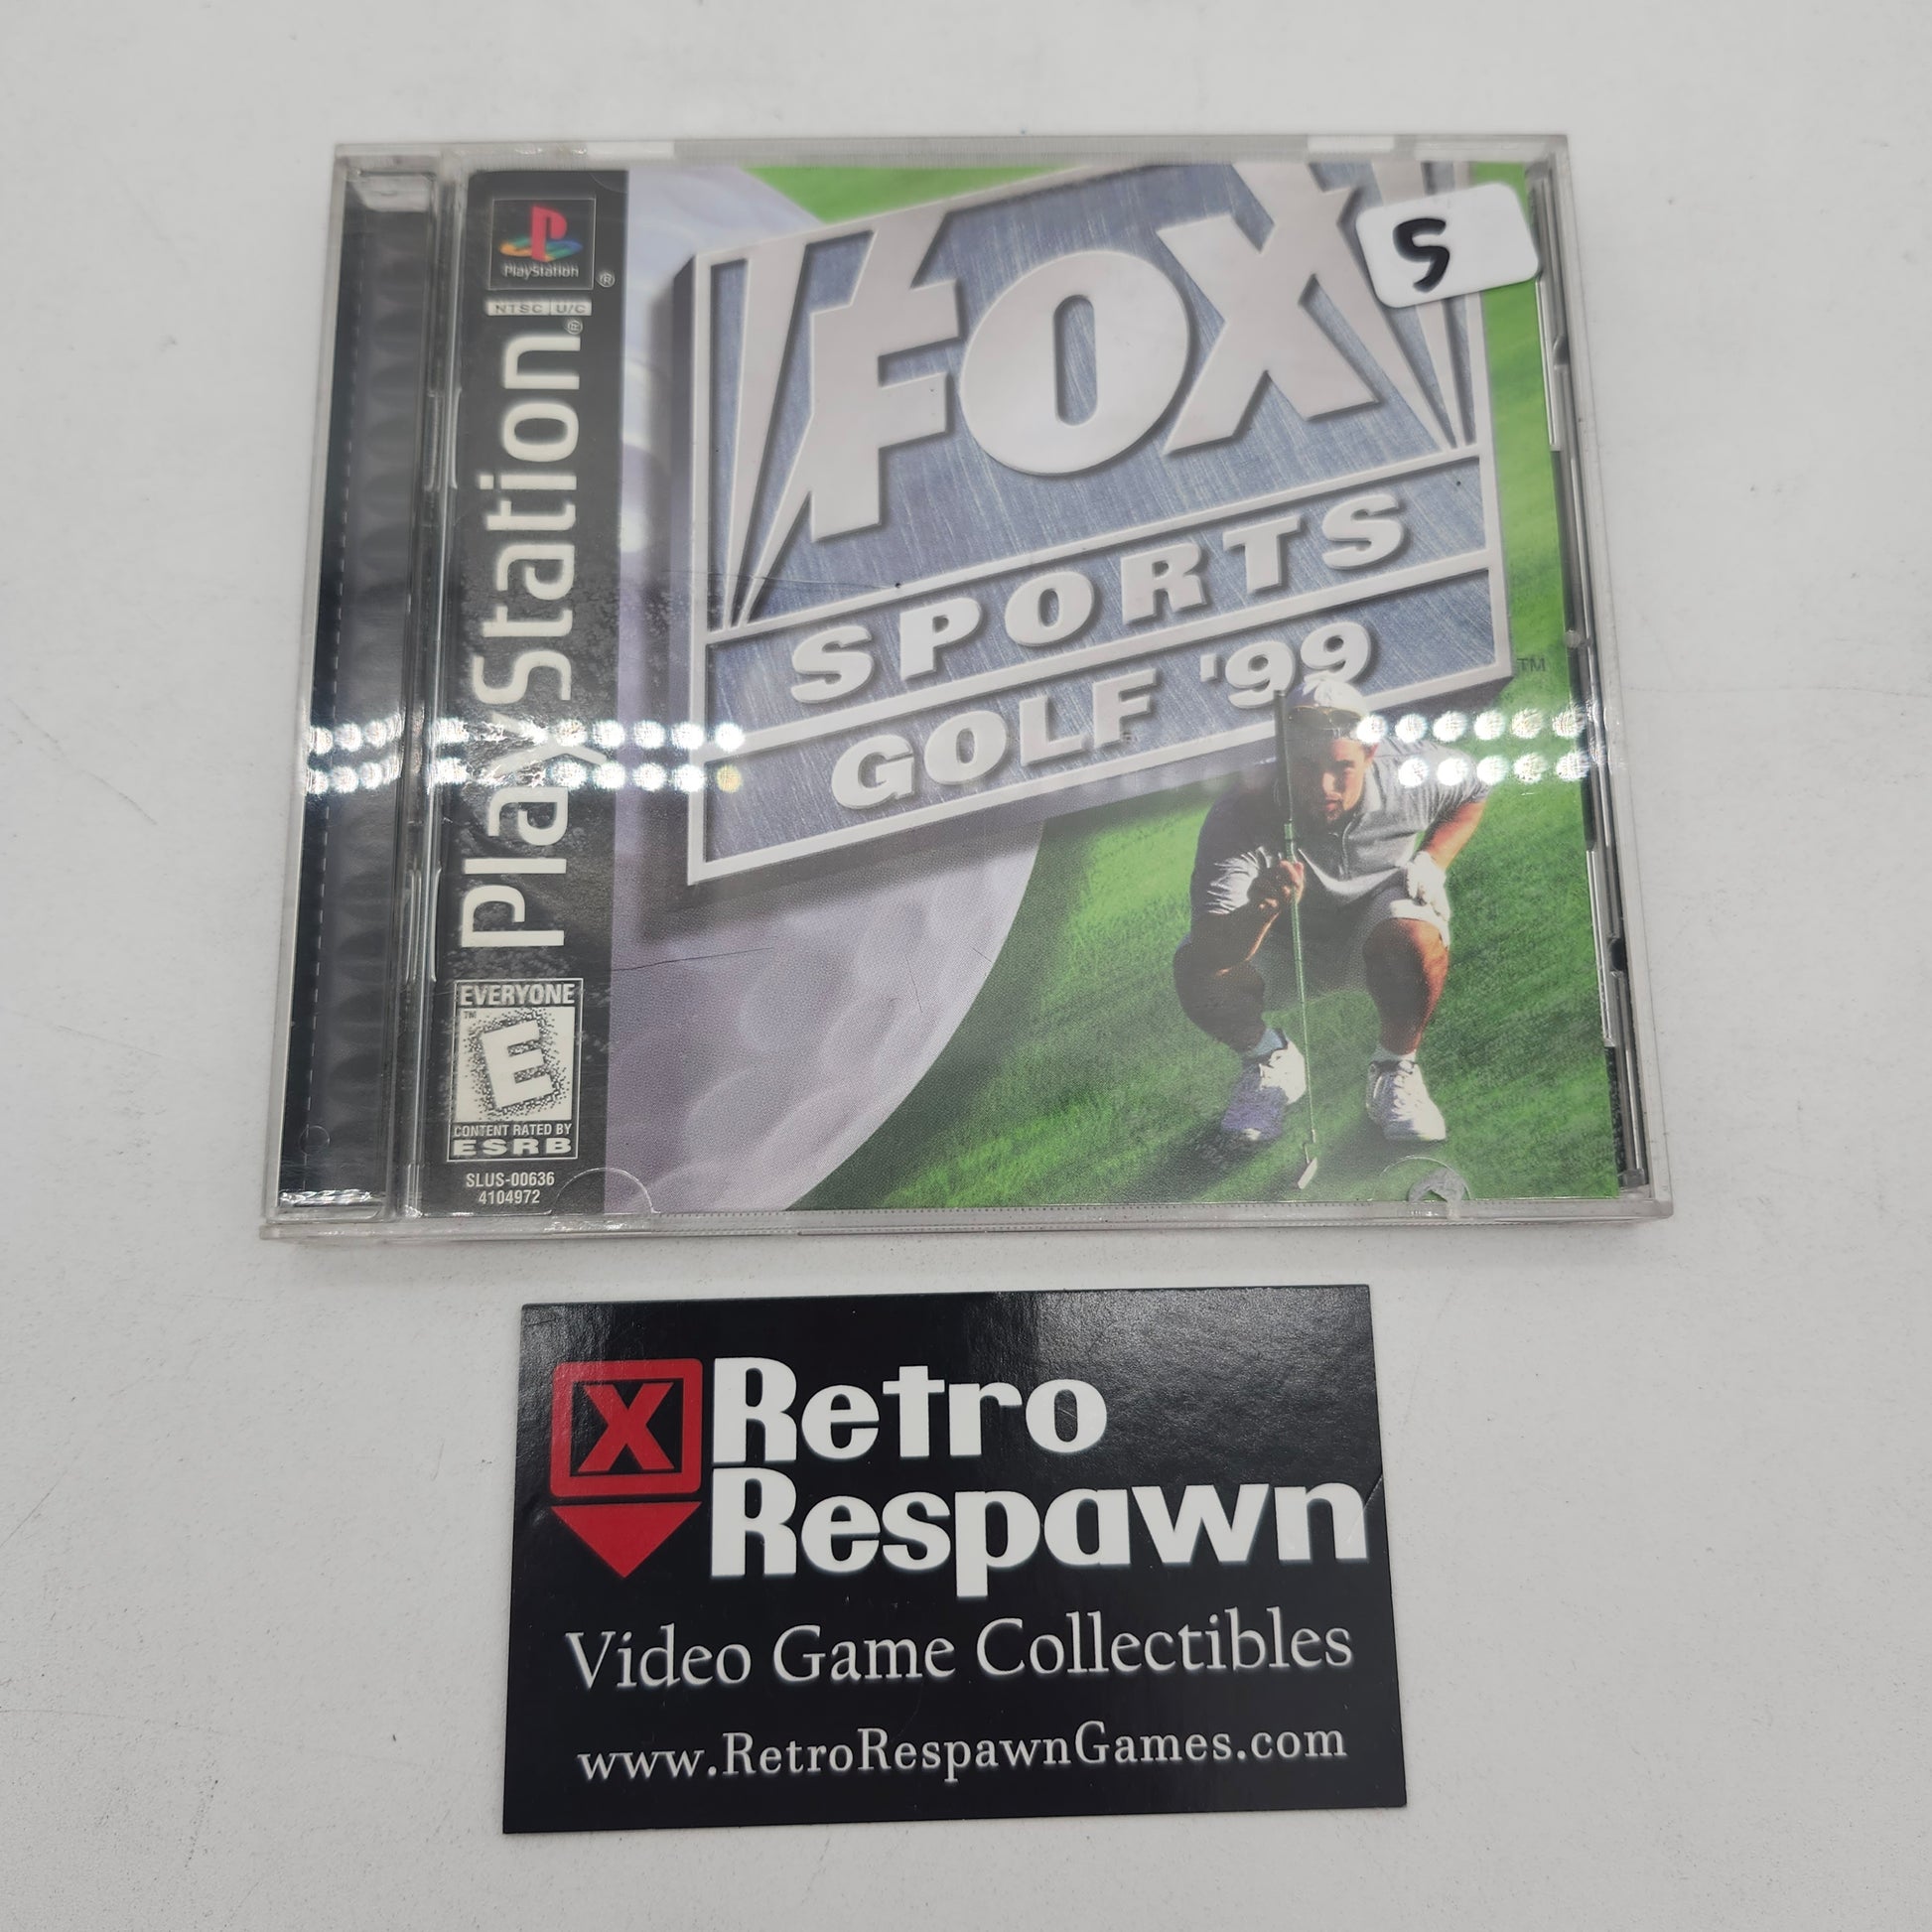 PlayStation
®
NTSC U/C
PlayStation®
FOX
SPORTS
GOLF '99
™
5
EVERYONE
™
E
CONTENT RATED BY
ESRB
SLUS-00636
4104972
X
Retro
Respawn
Video Game Collectibles
www.RetroRespawnGames.com